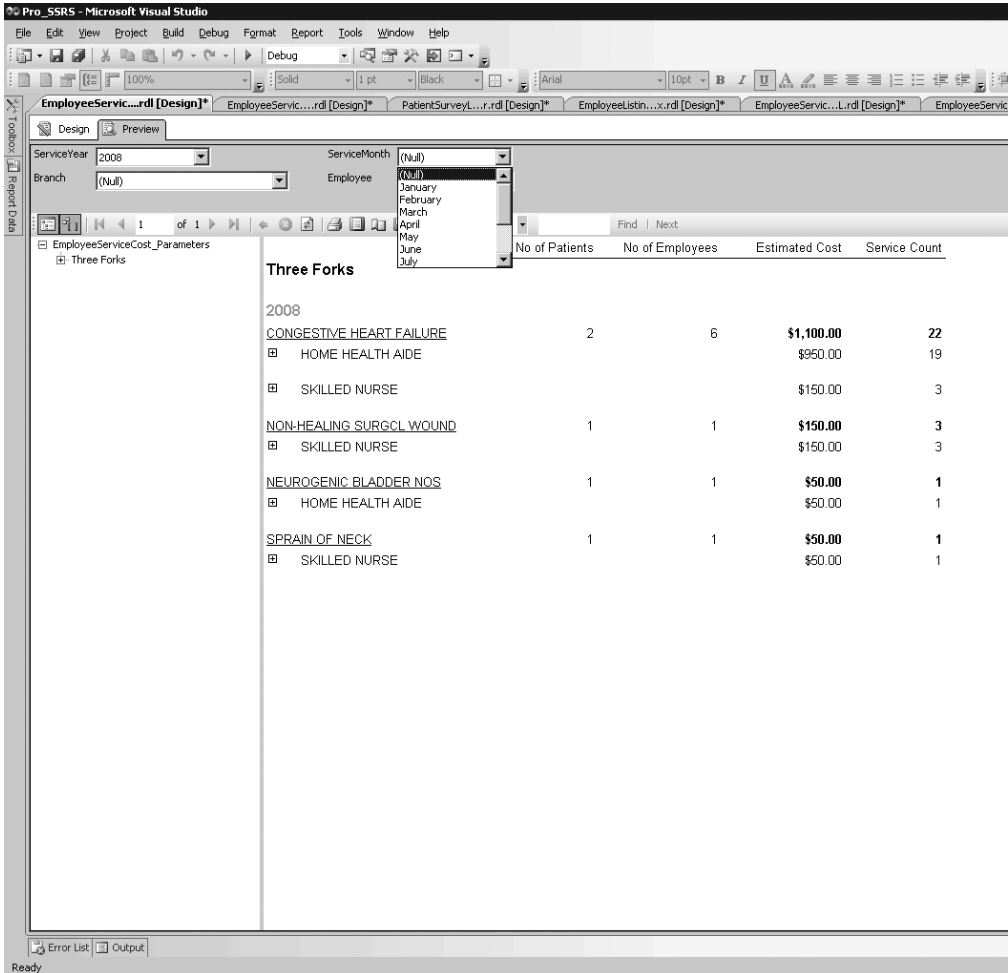 Pro_SSRS - Microsoft Visual Studio
File Edit View Project Build Debug Format Report Tools Window Help
Debug
100% Solid 1 pt Black Arial 10pt B I U A
EmployeeServic....rdl [Design]* EmployeeServic....rdl [Design]* PatientSurveyL...r.rdl [Design]* EmployeeListin...x.rdl [Design]* EmployeeServic...L.rdl [Design]* EmployeeServic
Toolbox
Report Data
Design Preview
ServiceYear 2008 ServiceMonth (Null)
Branch (Null) Employee
(Null)
January
February
March
April
May
June
July
1 of 1 Find | Next
EmployeeServiceCost_Parameters
Three Forks
No of Patients No of Employees Estimated Cost Service Count
Three Forks
2008
CONGESTIVE HEART FAILURE 2 6 $1,100.00 22
HOME HEALTH AIDE $950.00 19
SKILLED NURSE $150.00 3
NON-HEALING SURGCL WOUND 1 1 $150.00 3
SKILLED NURSE $150.00 3
NEUROGENIC BLADDER NOS 1 1 $50.00 1
HOME HEALTH AIDE $50.00 1
SPRAIN OF NECK 1 1 $50.00 1
SKILLED NURSE $50.00 1
Error List Output
Ready